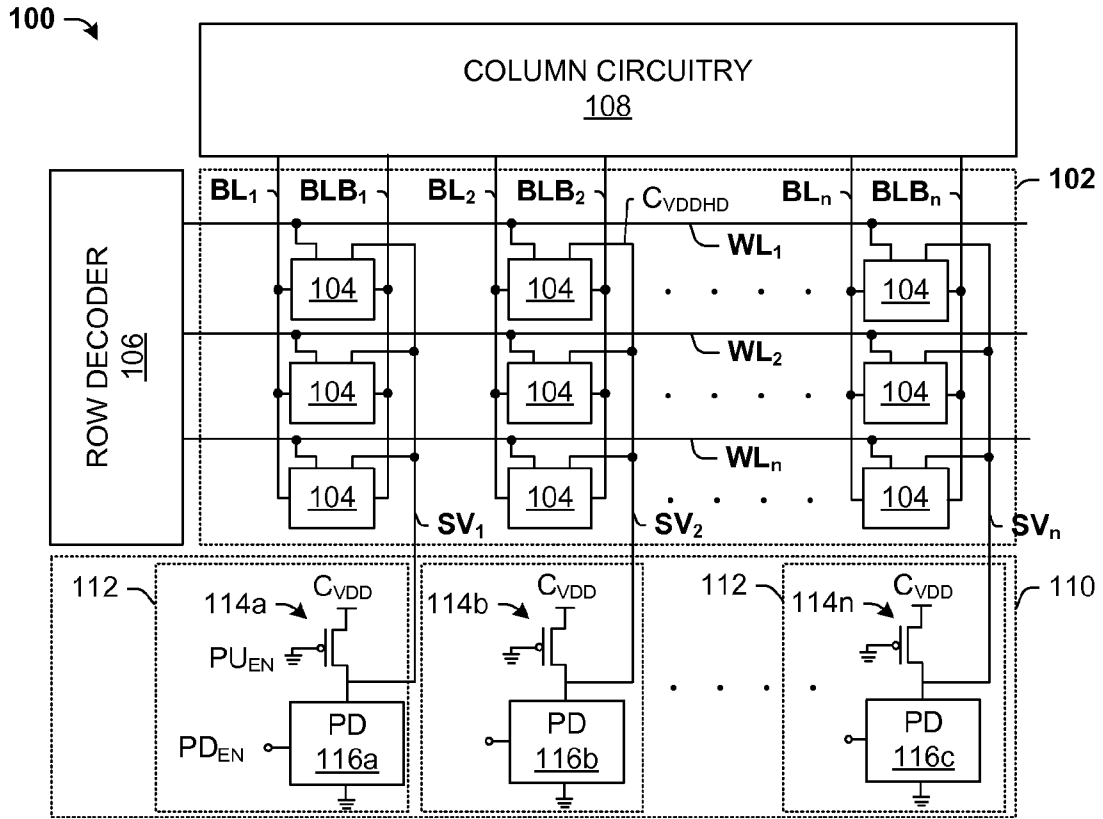 100
COLUMN CIRCUITRY
108
ROW DECODER
106
BL1 BLB1 BL2 BLB2 BLn BLBn
102
CVDDHD
WL1
104 104 104
WL2
104 104 104
WLn
104 104 104
SV1 SV2 SVn
112 112 110
CVDD CVDD CVDD
114a 114b 114n
PUEN
PD PD PD
PDEN
116a 116b 116c